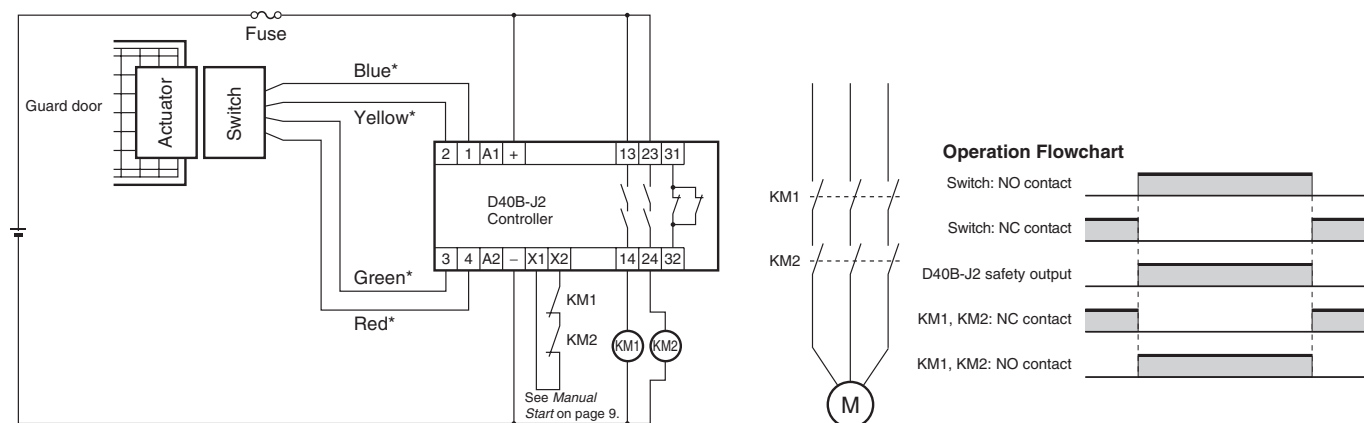 Fuse
Guard door
Actuator
Switch
Blue*
Yellow*
Green*
Red*
2 1 A1 + 13 23 31
D40B-J2
Controller
3 4 A2 − X1 X2 14 24 32
KM1
KM2
KM1
KM2
See Manual
Start on page 9.
KM1
KM2
M
Operation Flowchart
Switch: NO contact
Switch: NC contact
D40B-J2 safety output
KM1, KM2: NC contact
KM1, KM2: NO contact